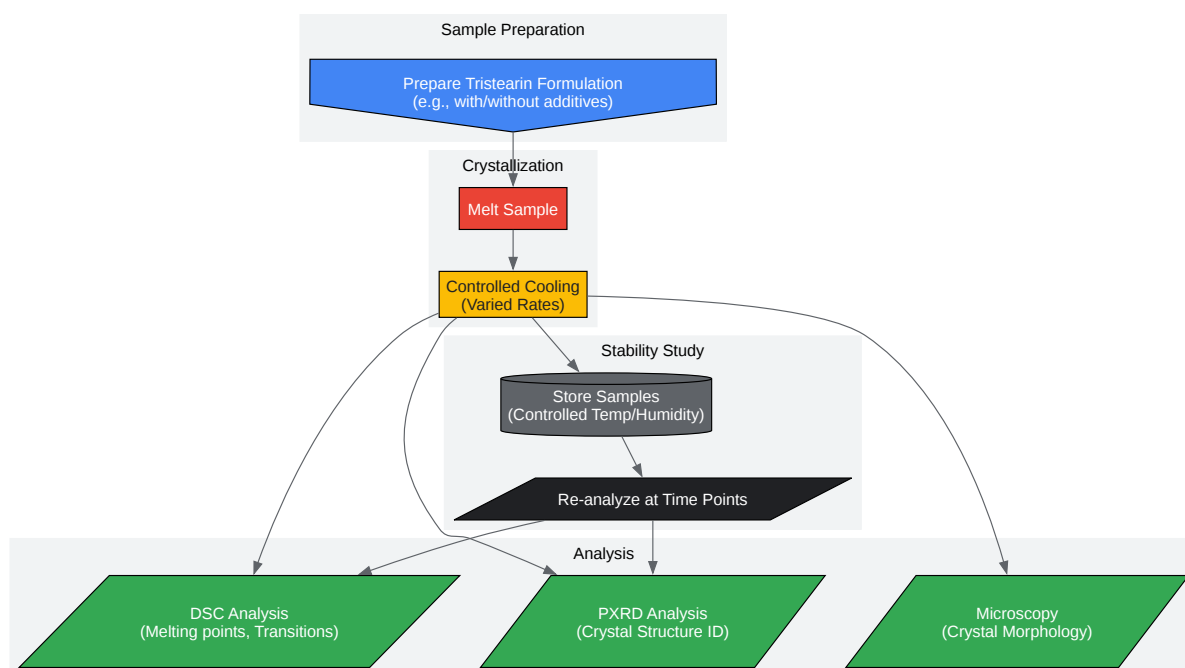 Sample Preparation
Prepare Tristearin Formulation
(e.g., with/without additives)
Crystallization
Melt Sample
Controlled Cooling
(Varied Rates)
Stability Study
Store Samples
(Controlled Temp/Humidity)
Re-analyze at Time Points
Analysis
DSC Analysis
(Melting points, Transitions)
PXRD Analysis
(Crystal Structure ID)
Microscopy
(Crystal Morphology)